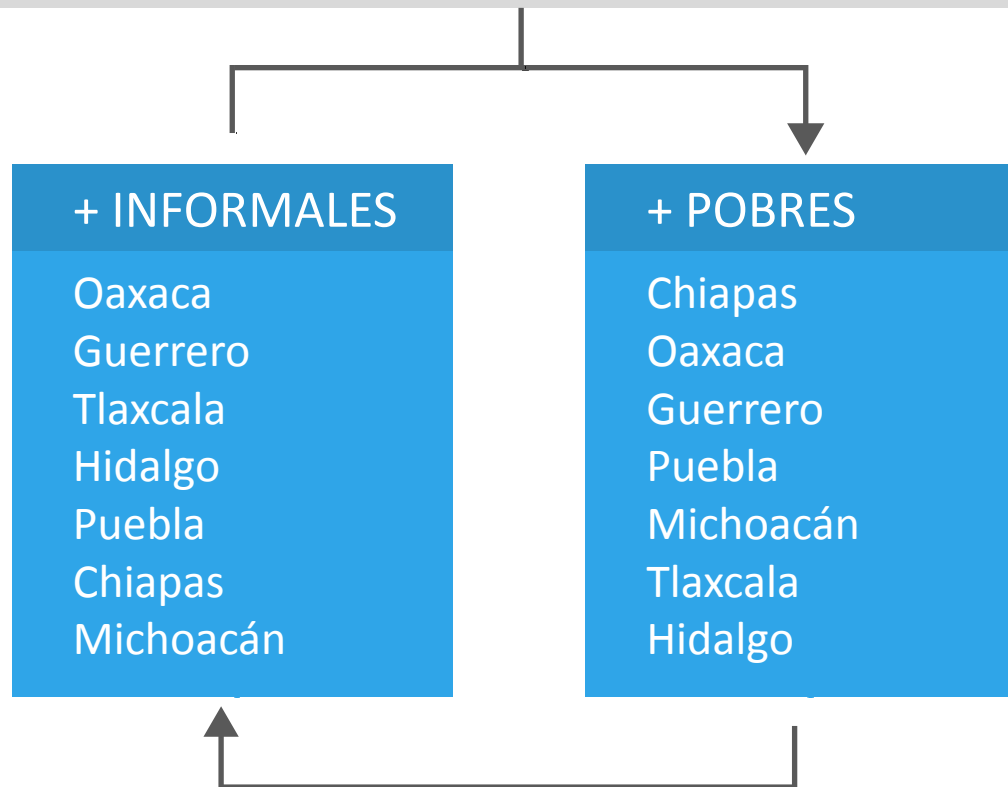 + INFORMALES
Oaxaca
Guerrero
Tlaxcala
Hidalgo
Puebla
Chiapas
Michoacán
+ POBRES
Chiapas
Oaxaca
Guerrero
Puebla
Michoacán
Tlaxcala
Hidalgo